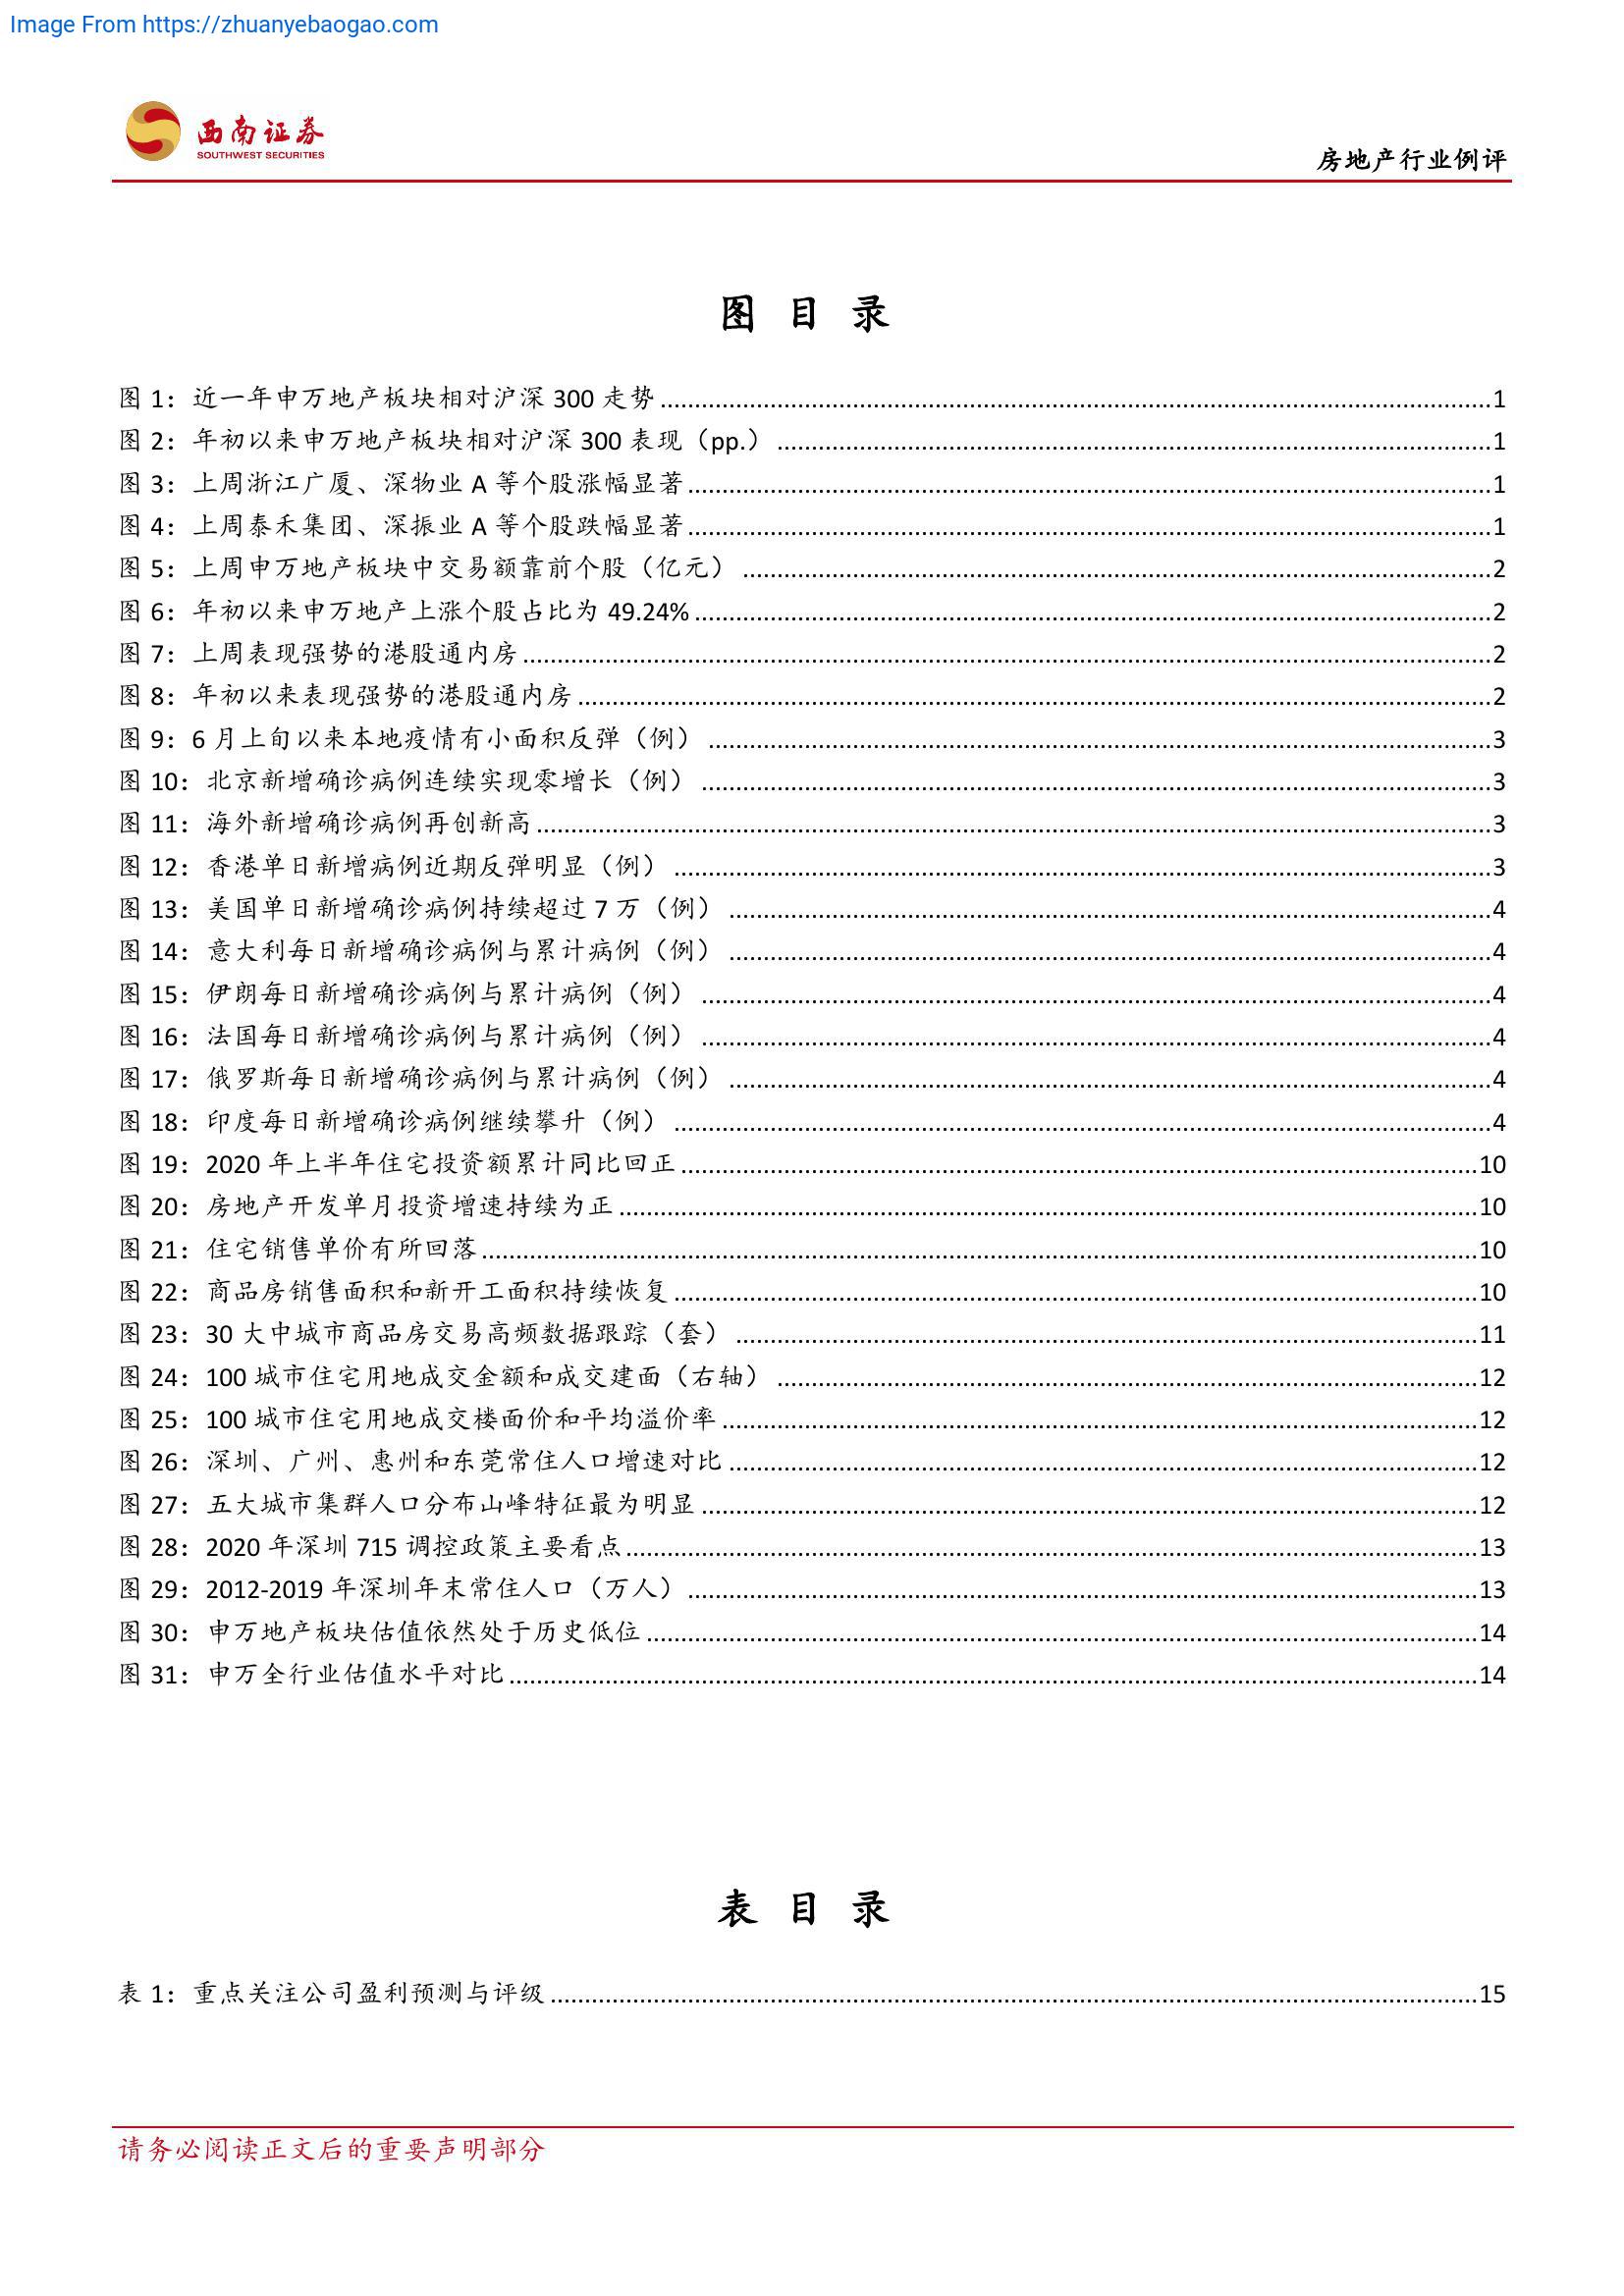 Image From https://zhuanyebaogao.com
西南证券
SOUTHWEST SECURITIES
房地产行业例评
图 目 录
图 1：近一年申万地产板块相对沪深 300 走势........1
图 2：年初以来申万地产板块相对沪深 300 表现（pp.）........1
图 3：上周浙江广厦、深物业 A 等个股涨幅显著........1
图 4：上周泰禾集团、深振业 A 等个股跌幅显著........1
图 5：上周申万地产板块中交易额靠前个股（亿元）........2
图 6：年初以来申万地产上涨个股占比为 49.24%........2
图 7：上周表现强势的港股通内房........2
图 8：年初以来表现强势的港股通内房........2
图 9：6 月上旬以来本地疫情有小面积反弹（例）........3
图 10：北京新增确诊病例连续实现零增长（例）........3
图 11：海外新增确诊病例再创新高........3
图 12：香港单日新增病例近期反弹明显（例）........3
图 13：美国单日新增确诊病例持续超过 7 万（例）........4
图 14：意大利每日新增确诊病例与累计病例（例）........4
图 15：伊朗每日新增确诊病例与累计病例（例）........4
图 16：法国每日新增确诊病例与累计病例（例）........4
图 17：俄罗斯每日新增确诊病例与累计病例（例）........4
图 18：印度每日新增确诊病例继续攀升（例）........4
图 19：2020 年上半年住宅投资额累计同比回正........10
图 20：房地产开发单月投资增速持续为正........10
图 21：住宅销售单价有所回落........10
图 22：商品房销售面积和新开工面积持续恢复........10
图 23：30 大中城市商品房交易高频数据跟踪（套）........11
图 24：100 城市住宅用地成交金额和成交建面（右轴）........12
图 25：100 城市住宅用地成交楼面价和平均溢价率........12
图 26：深圳、广州、惠州和东莞常住人口增速对比........12
图 27：五大城市集群人口分布山峰特征最为明显........12
图 28：2020 年深圳 715 调控政策主要看点........13
图 29：2012-2019 年深圳年末常住人口（万人）........13
图 30：申万地产板块估值依然处于历史低位........14
图 31：申万全行业估值水平对比........14
表 目 录
表 1：重点关注公司盈利预测与评级........15
请务必阅读正文后的重要声明部分